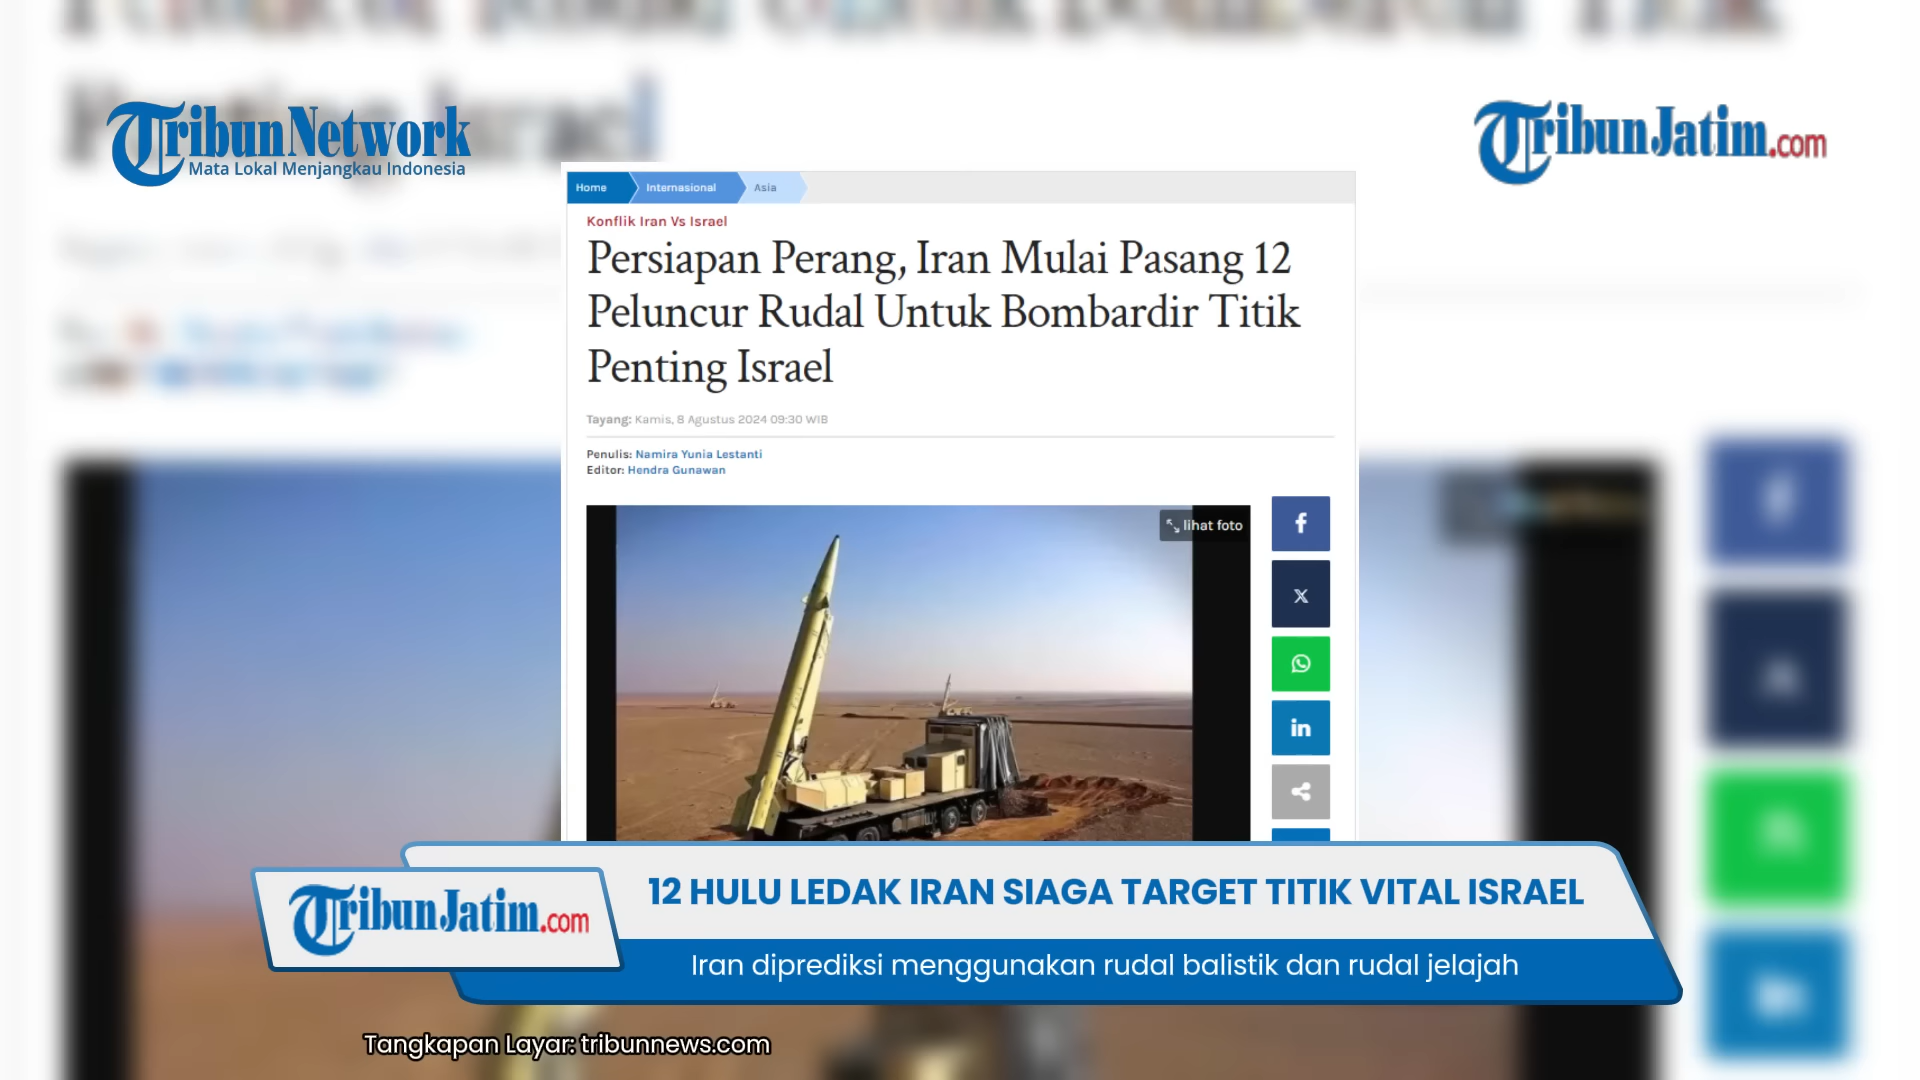 TribunNetwork
Mata Lokal Menjangkau Indonesia
TribunJatim.com
Home Internasional Asia
Konflik Iran Vs Israel
Persiapan Perang, Iran Mulai Pasang 12
Peluncur Rudal Untuk Bombardir Titik
Penting Israel
Tayang: Kamis, 8 Agustus 2024 09:30 WIB
Penulis: Namira Yunia Lestanti
Editor: Hendra Gunawan
lihat foto
TribunJatim.com
12 HULU LEDAK IRAN SIAGA TARGET TITIK VITAL ISRAEL
Iran diprediksi menggunakan rudal balistik dan rudal jelajah
Tangkapan Layar: tribunnews.com